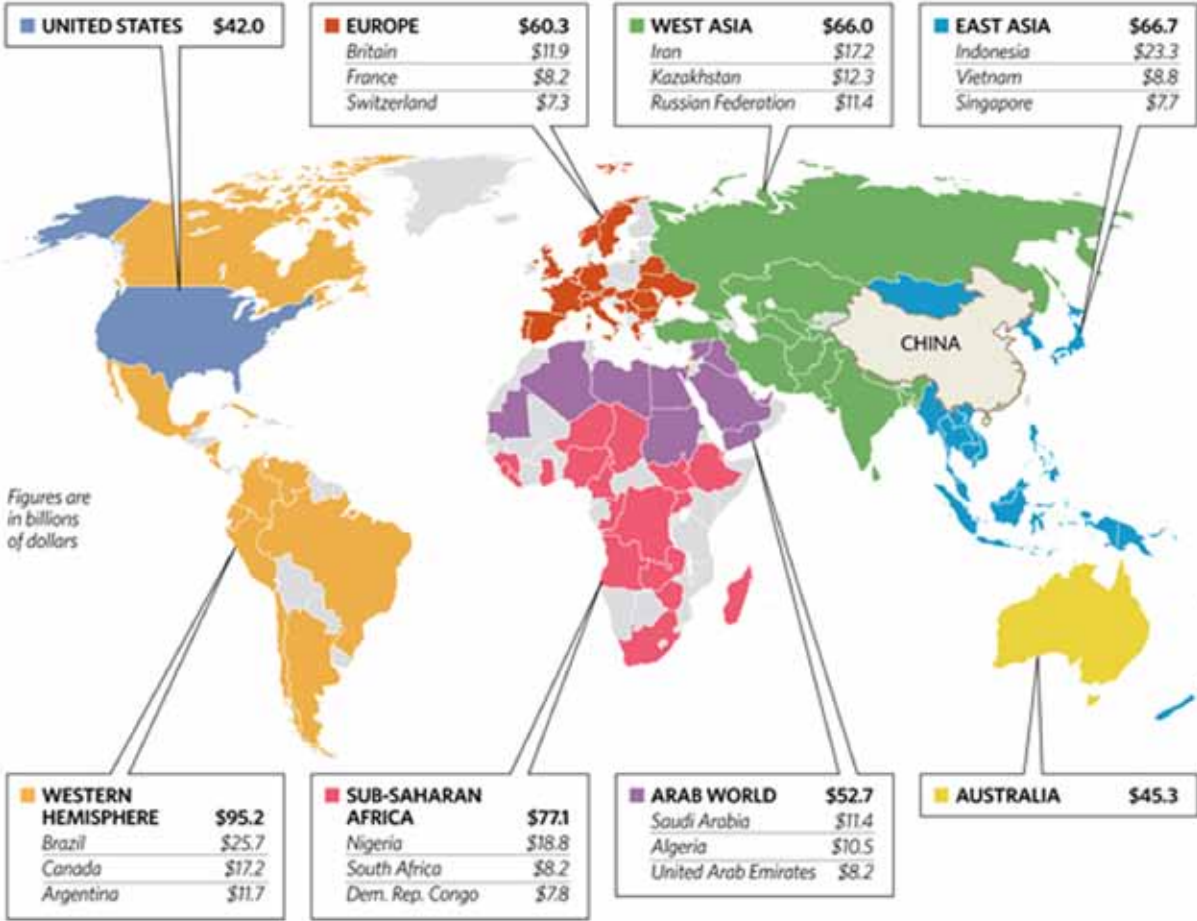 UNITED STATES $42.0
EUROPE $60.3
Britain $11.9
France $8.2
Switzerland $7.3
WEST ASIA $66.0
Iran $17.2
Kazakhstan $12.3
Russian Federation $11.4
EAST ASIA $66.7
Indonesia $23.3
Vietnam $8.8
Singapore $7.7
CHINA
Figures are
in billions
of dollars
WESTERN
HEMISPHERE $95.2
Brazil $25.7
Canada $17.2
Argentina $11.7
SUB-SAHARAN
AFRICA $77.1
Nigeria $18.8
South Africa $8.2
Dem. Rep. Congo $7.8
ARAB WORLD $52.7
Saudi Arabia $11.4
Algeria $10.5
United Arab Emirates $8.2
AUSTRALIA $45.3